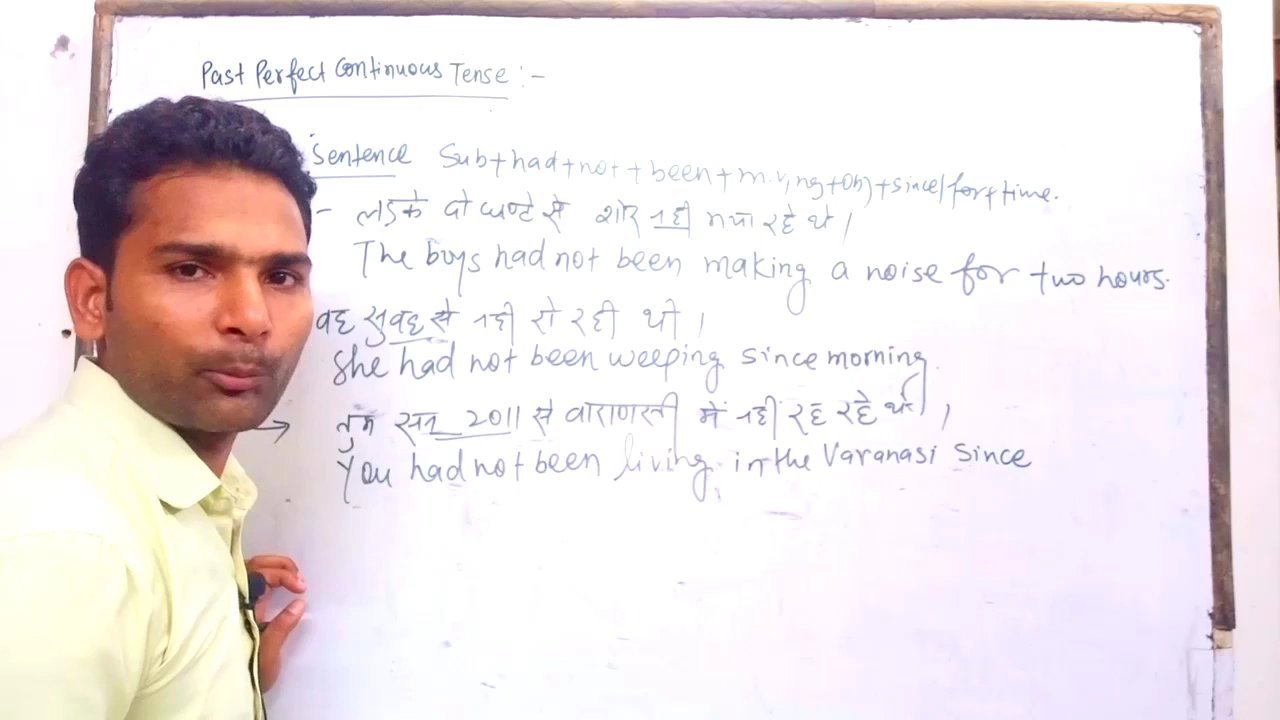 Past Perfect Continuous Tense :-
Sentence Sub+had+not+been+m.v,ng+Obj+since/for+time.
- लड़के दो घण्टे से शोर नही मचा रहे थे।
The boys had not been making a noise for two hours.
वह सुबह से नही रो रही थी।
She had not been weeping since morning.
→ तुम सन् 2011 से वाराणसी में नहीं रह रहे थे।
You had not been living in the Varanasi since